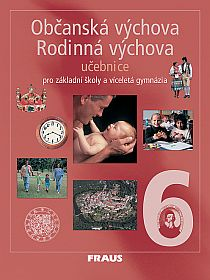 Občanská výchova
Rodinná výchova
učebnice
pro základní školy a víceletá gymnázia
6
FRAUS